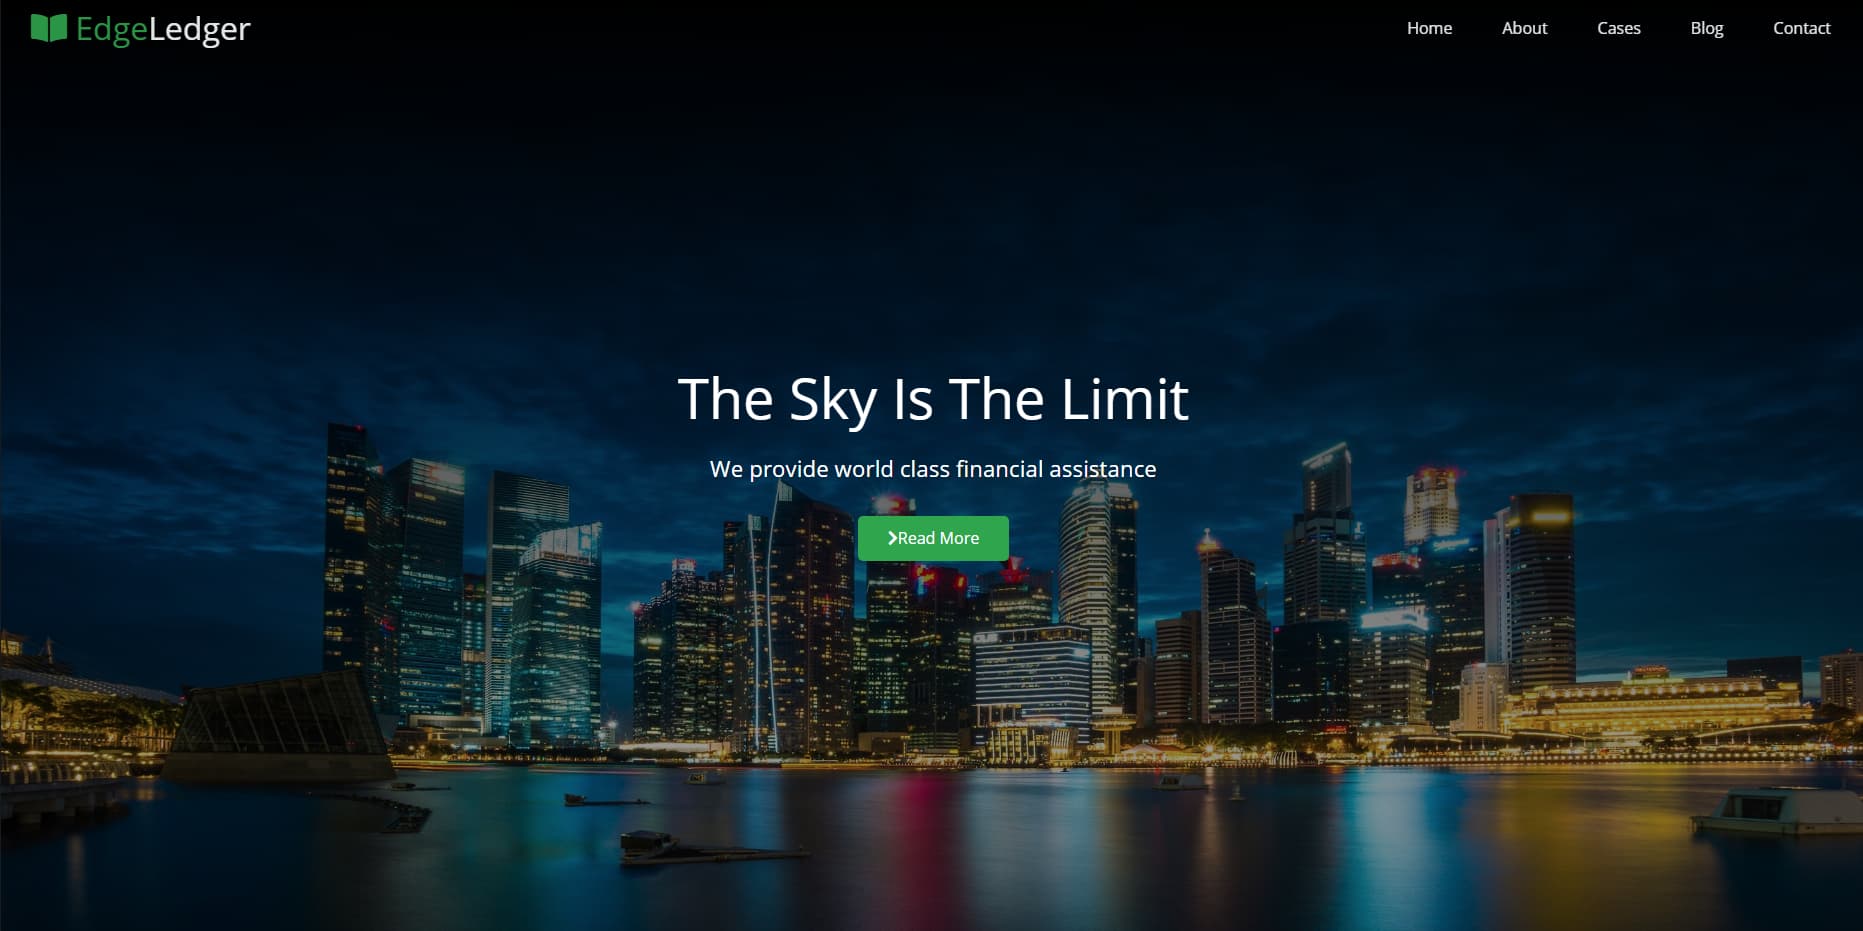 EdgeLedger
Home About Cases Blog Contact
The Sky Is The Limit
We provide world class financial assistance
Read More